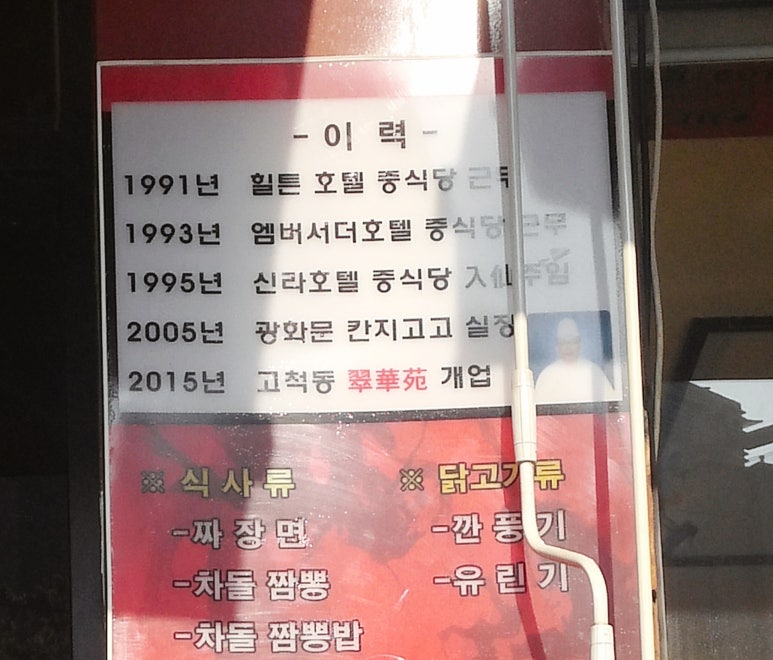 - 이 력 -
1991년 힐튼 호텔 중식당
1993년 엠버서더호텔 중식당 근무
1995년 신라호텔 중식당 주임
2005년 광화문 칸지고고 실장
2015년 고척동 翠華苑 개업
※ 식사류
-짜장면
-차돌 짬뽕
-차돌 짬뽕밥
※ 닭고기류
-깐풍기
-유린기